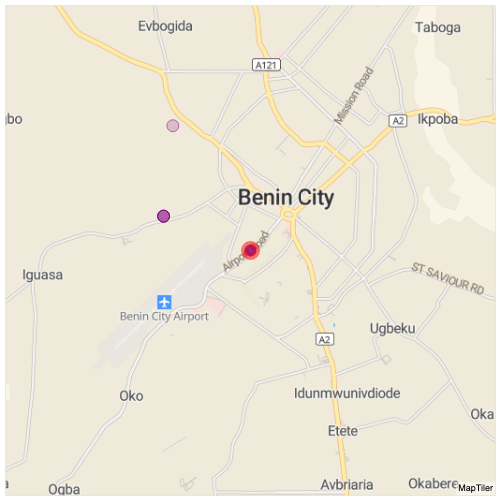 Taboga
Evbogida
A121
Mission Road
gbo
Ikpoba
A2
Benin City
Airport Road
Iguasa
ST SAVIOUR RD
Benin City Airport
Ugbeku
A2
Oko
Idunmwunivdiode
Oka
Etete
Ogba
Avbriaria
Okabere
MapTiler